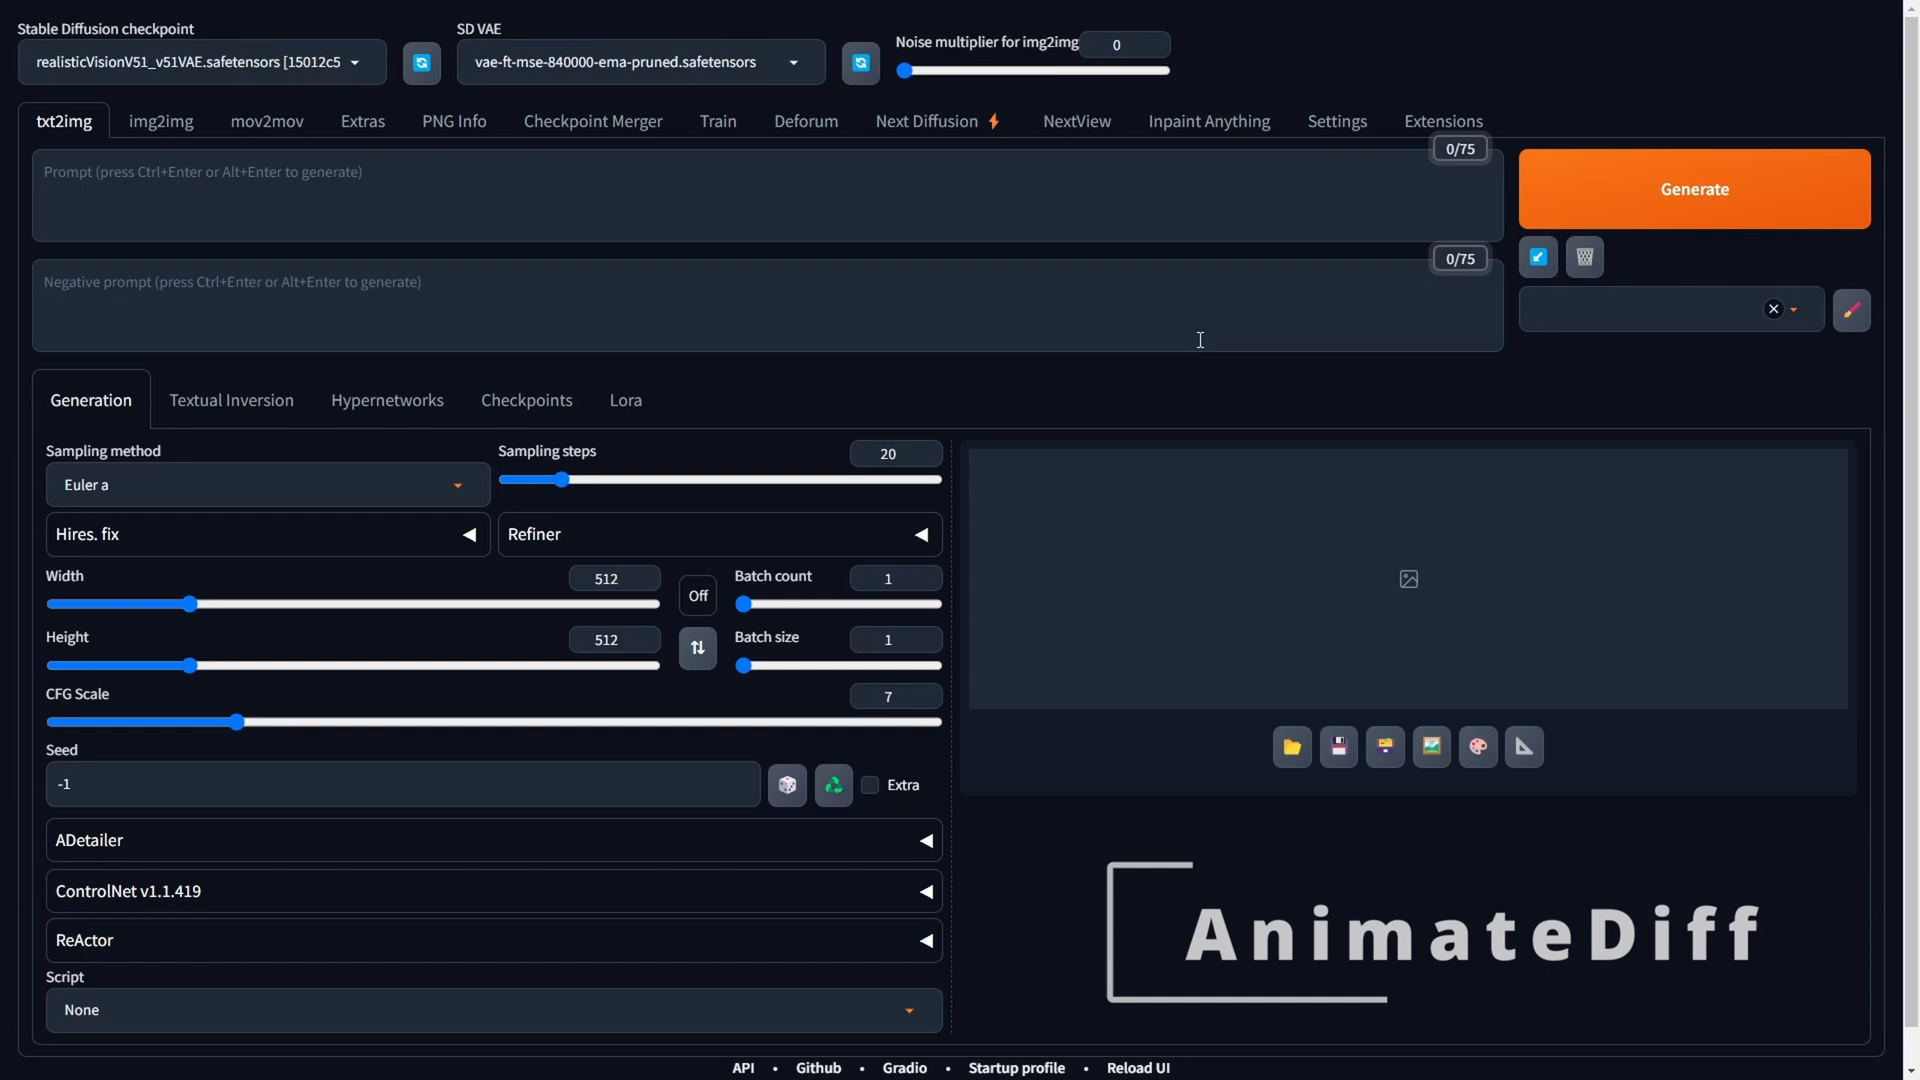 Stable Diffusion checkpoint
realisticVisionV51_v51VAE.safetensors [15012c5
SD VAE
vae-ft-mse-840000-ema-pruned.safetensors
Noise multiplier for img2img
0
txt2img
img2img
mov2mov
Extras
PNG Info
Checkpoint Merger
Train
Deforum
Next Diffusion
NextView
Inpaint Anything
Settings
Extensions
0/75
Prompt (press Ctrl+Enter or Alt+Enter to generate)
Generate
0/75
Negative prompt (press Ctrl+Enter or Alt+Enter to generate)
Generation
Textual Inversion
Hypernetworks
Checkpoints
Lora
Sampling method
Euler a
Sampling steps
20
Hires. fix
Refiner
Width
512
Off
Batch count
1
Height
512
Batch size
1
CFG Scale
7
Seed
-1
Extra
ADetailer
ControlNet v1.1.419
ReActor
Script
None
AnimateDiff
API • Github • Gradio • Startup profile • Reload UI